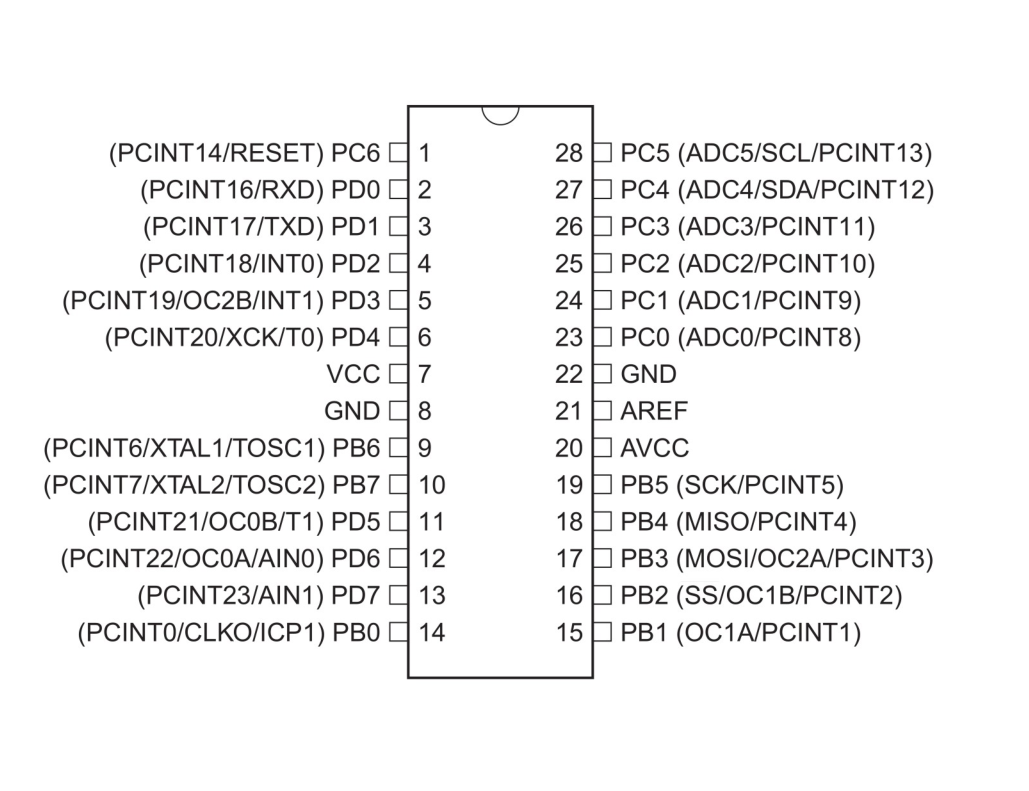 (PCINT14/RESET) PC6 1 28 PC5 (ADC5/SCL/PCINT13)
(PCINT16/RXD) PD0 2 27 PC4 (ADC4/SDA/PCINT12)
(PCINT17/TXD) PD1 3 26 PC3 (ADC3/PCINT11)
(PCINT18/INT0) PD2 4 25 PC2 (ADC2/PCINT10)
(PCINT19/OC2B/INT1) PD3 5 24 PC1 (ADC1/PCINT9)
(PCINT20/XCK/T0) PD4 6 23 PC0 (ADC0/PCINT8)
VCC 7 22 GND
GND 8 21 AREF
(PCINT6/XTAL1/TOSC1) PB6 9 20 AVCC
(PCINT7/XTAL2/TOSC2) PB7 10 19 PB5 (SCK/PCINT5)
(PCINT21/OC0B/T1) PD5 11 18 PB4 (MISO/PCINT4)
(PCINT22/OC0A/AIN0) PD6 12 17 PB3 (MOSI/OC2A/PCINT3)
(PCINT23/AIN1) PD7 13 16 PB2 (SS/OC1B/PCINT2)
(PCINT0/CLKO/ICP1) PB0 14 15 PB1 (OC1A/PCINT1)